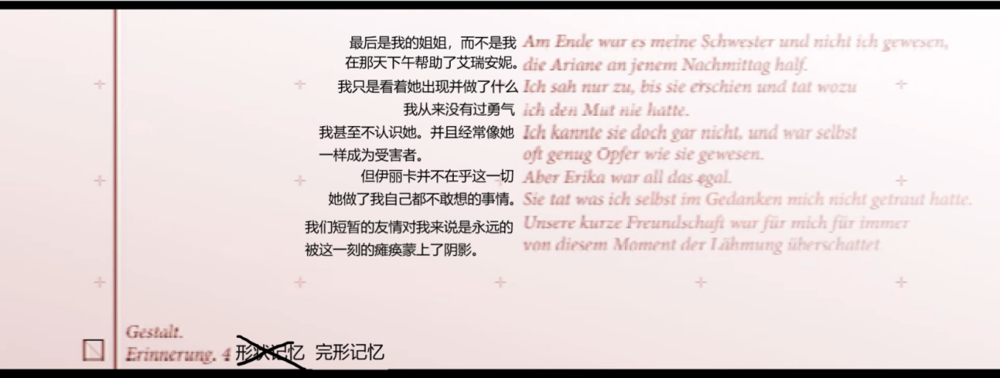 最后是我的姐姐，而不是我 Am Ende war es meine Schwester und nicht ich gewesen,
在那天下午帮助了艾瑞安妮。die Ariane an jenem Nachmittag half.
我只是看着她出现并做了什么 Ich sah nur zu, bis sie erschien und tat wozu
我从来没有过勇气 ich den Mut nie hatte.
我甚至不认识她。并且经常像她 Ich kannte sie doch gar nicht, und war selbst
一样成为受害者。 oft genug Opfer wie sie gewesen.
但伊丽卡并不在乎这一切 Aber Erika war all das egal.
她做了我自己都不敢想的事情。Sie tat was ich selbst im Gedanken mich nicht getraut hatte.
我们短暂的友情对我来说是永远的 Unsere kurze Freundschaft war für mich für immer
被这一刻的瘫痪蒙上了阴影。 von diesem Moment der Lähmung überschattet
Gestalt.
Erinnerung. 4 形状记忆 完形记忆